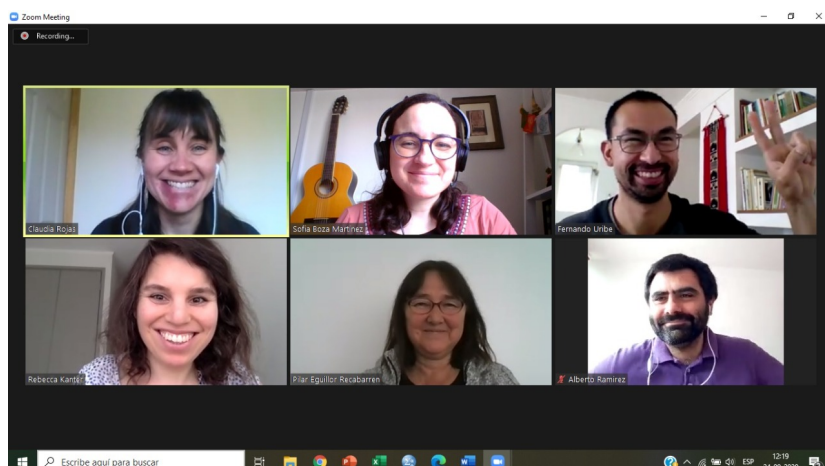 Zoom Meeting
Recording...
Claudia Rojas
Sofia Boza Martinez
Fernando Uribe
Rebecca Kanter
Pilar Eguillor Recabarren
Alberto Ramirez
Escribe aquí para buscar
ESP
12:19